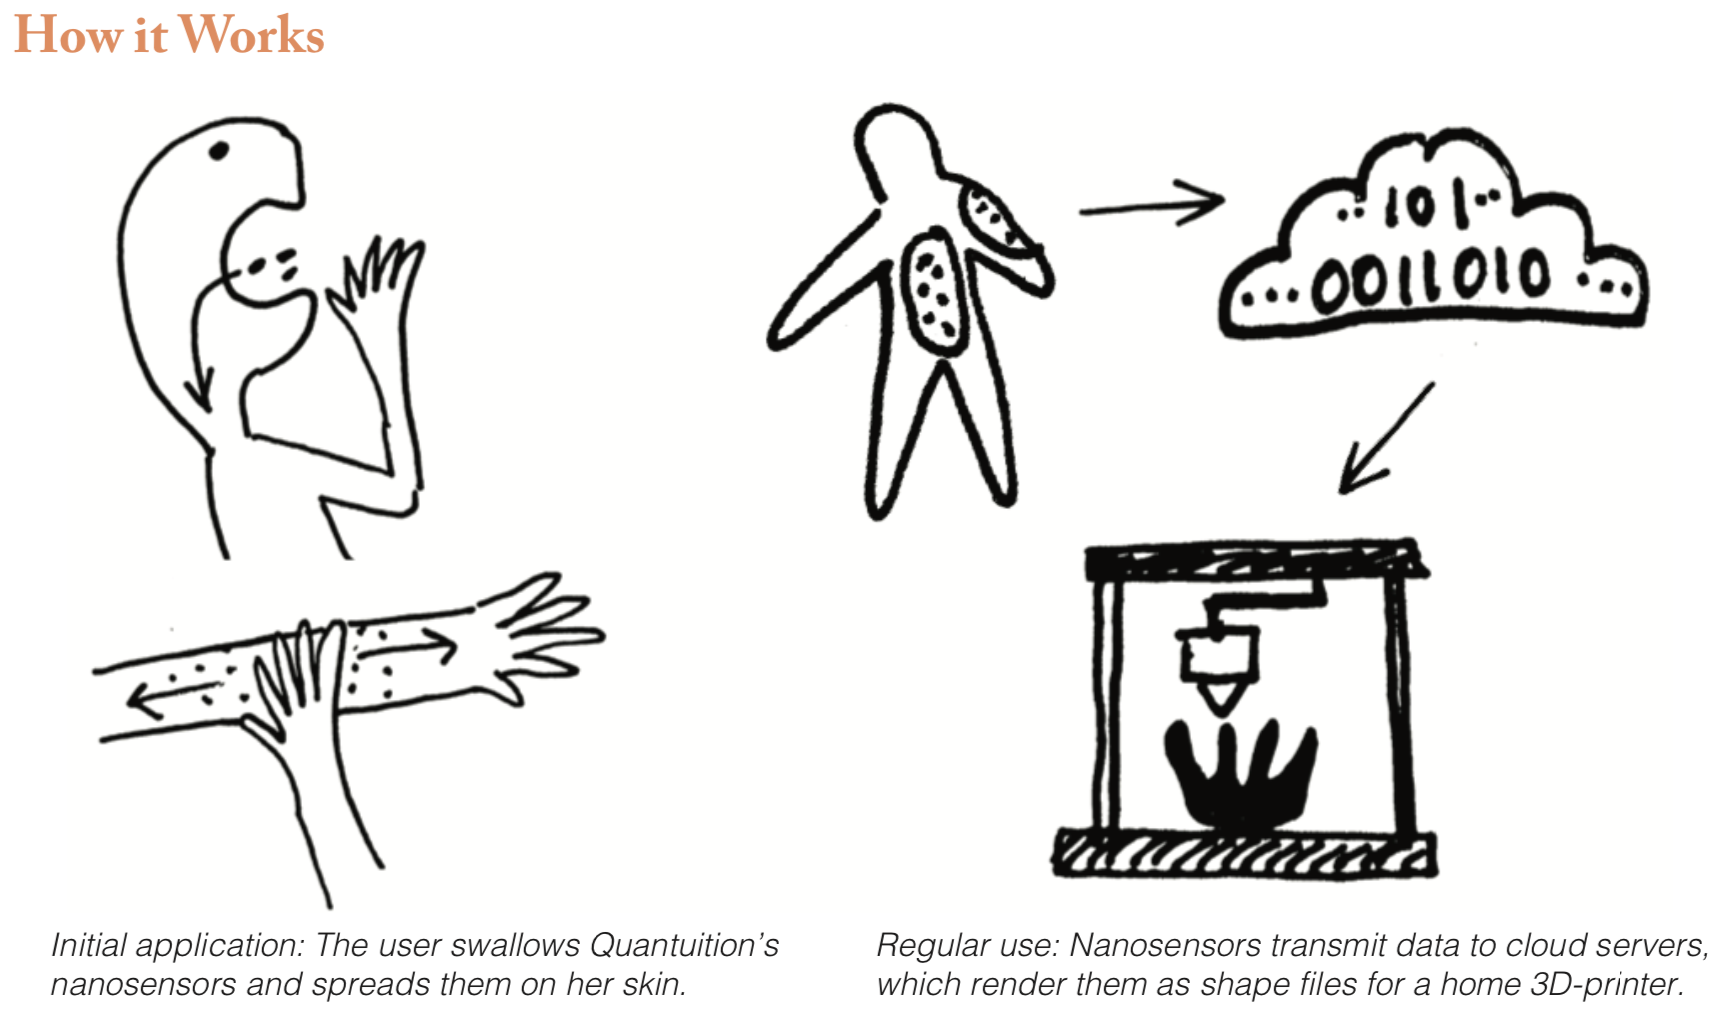 How it Works
101
0011010
Initial application: The user swallows Quantuition's
nanosensors and spreads them on her skin.
Regular use: Nanosensors transmit data to cloud servers,
which render them as shape files for a home 3D-printer.